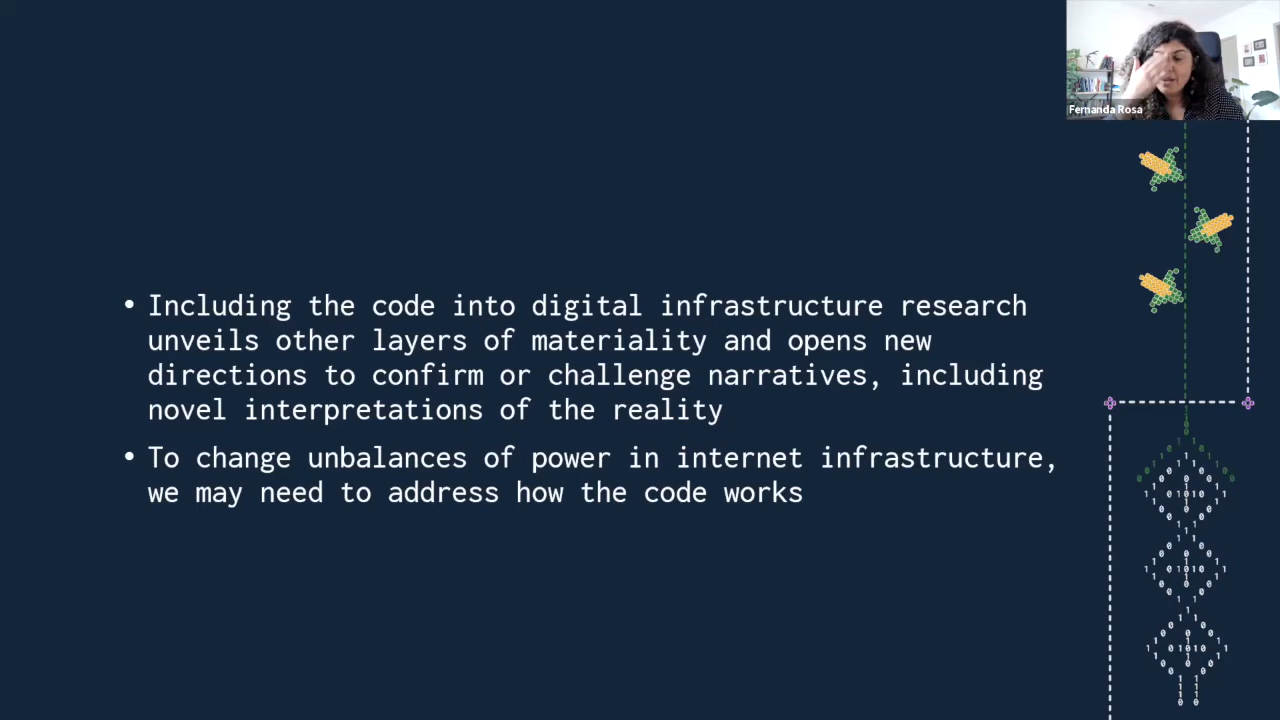 Fernanda Rosa
• Including the code into digital infrastructure research
unveils other layers of materiality and opens new
directions to confirm or challenge narratives, including
novel interpretations of the reality
• To change unbalances of power in internet infrastructure,
we may need to address how the code works